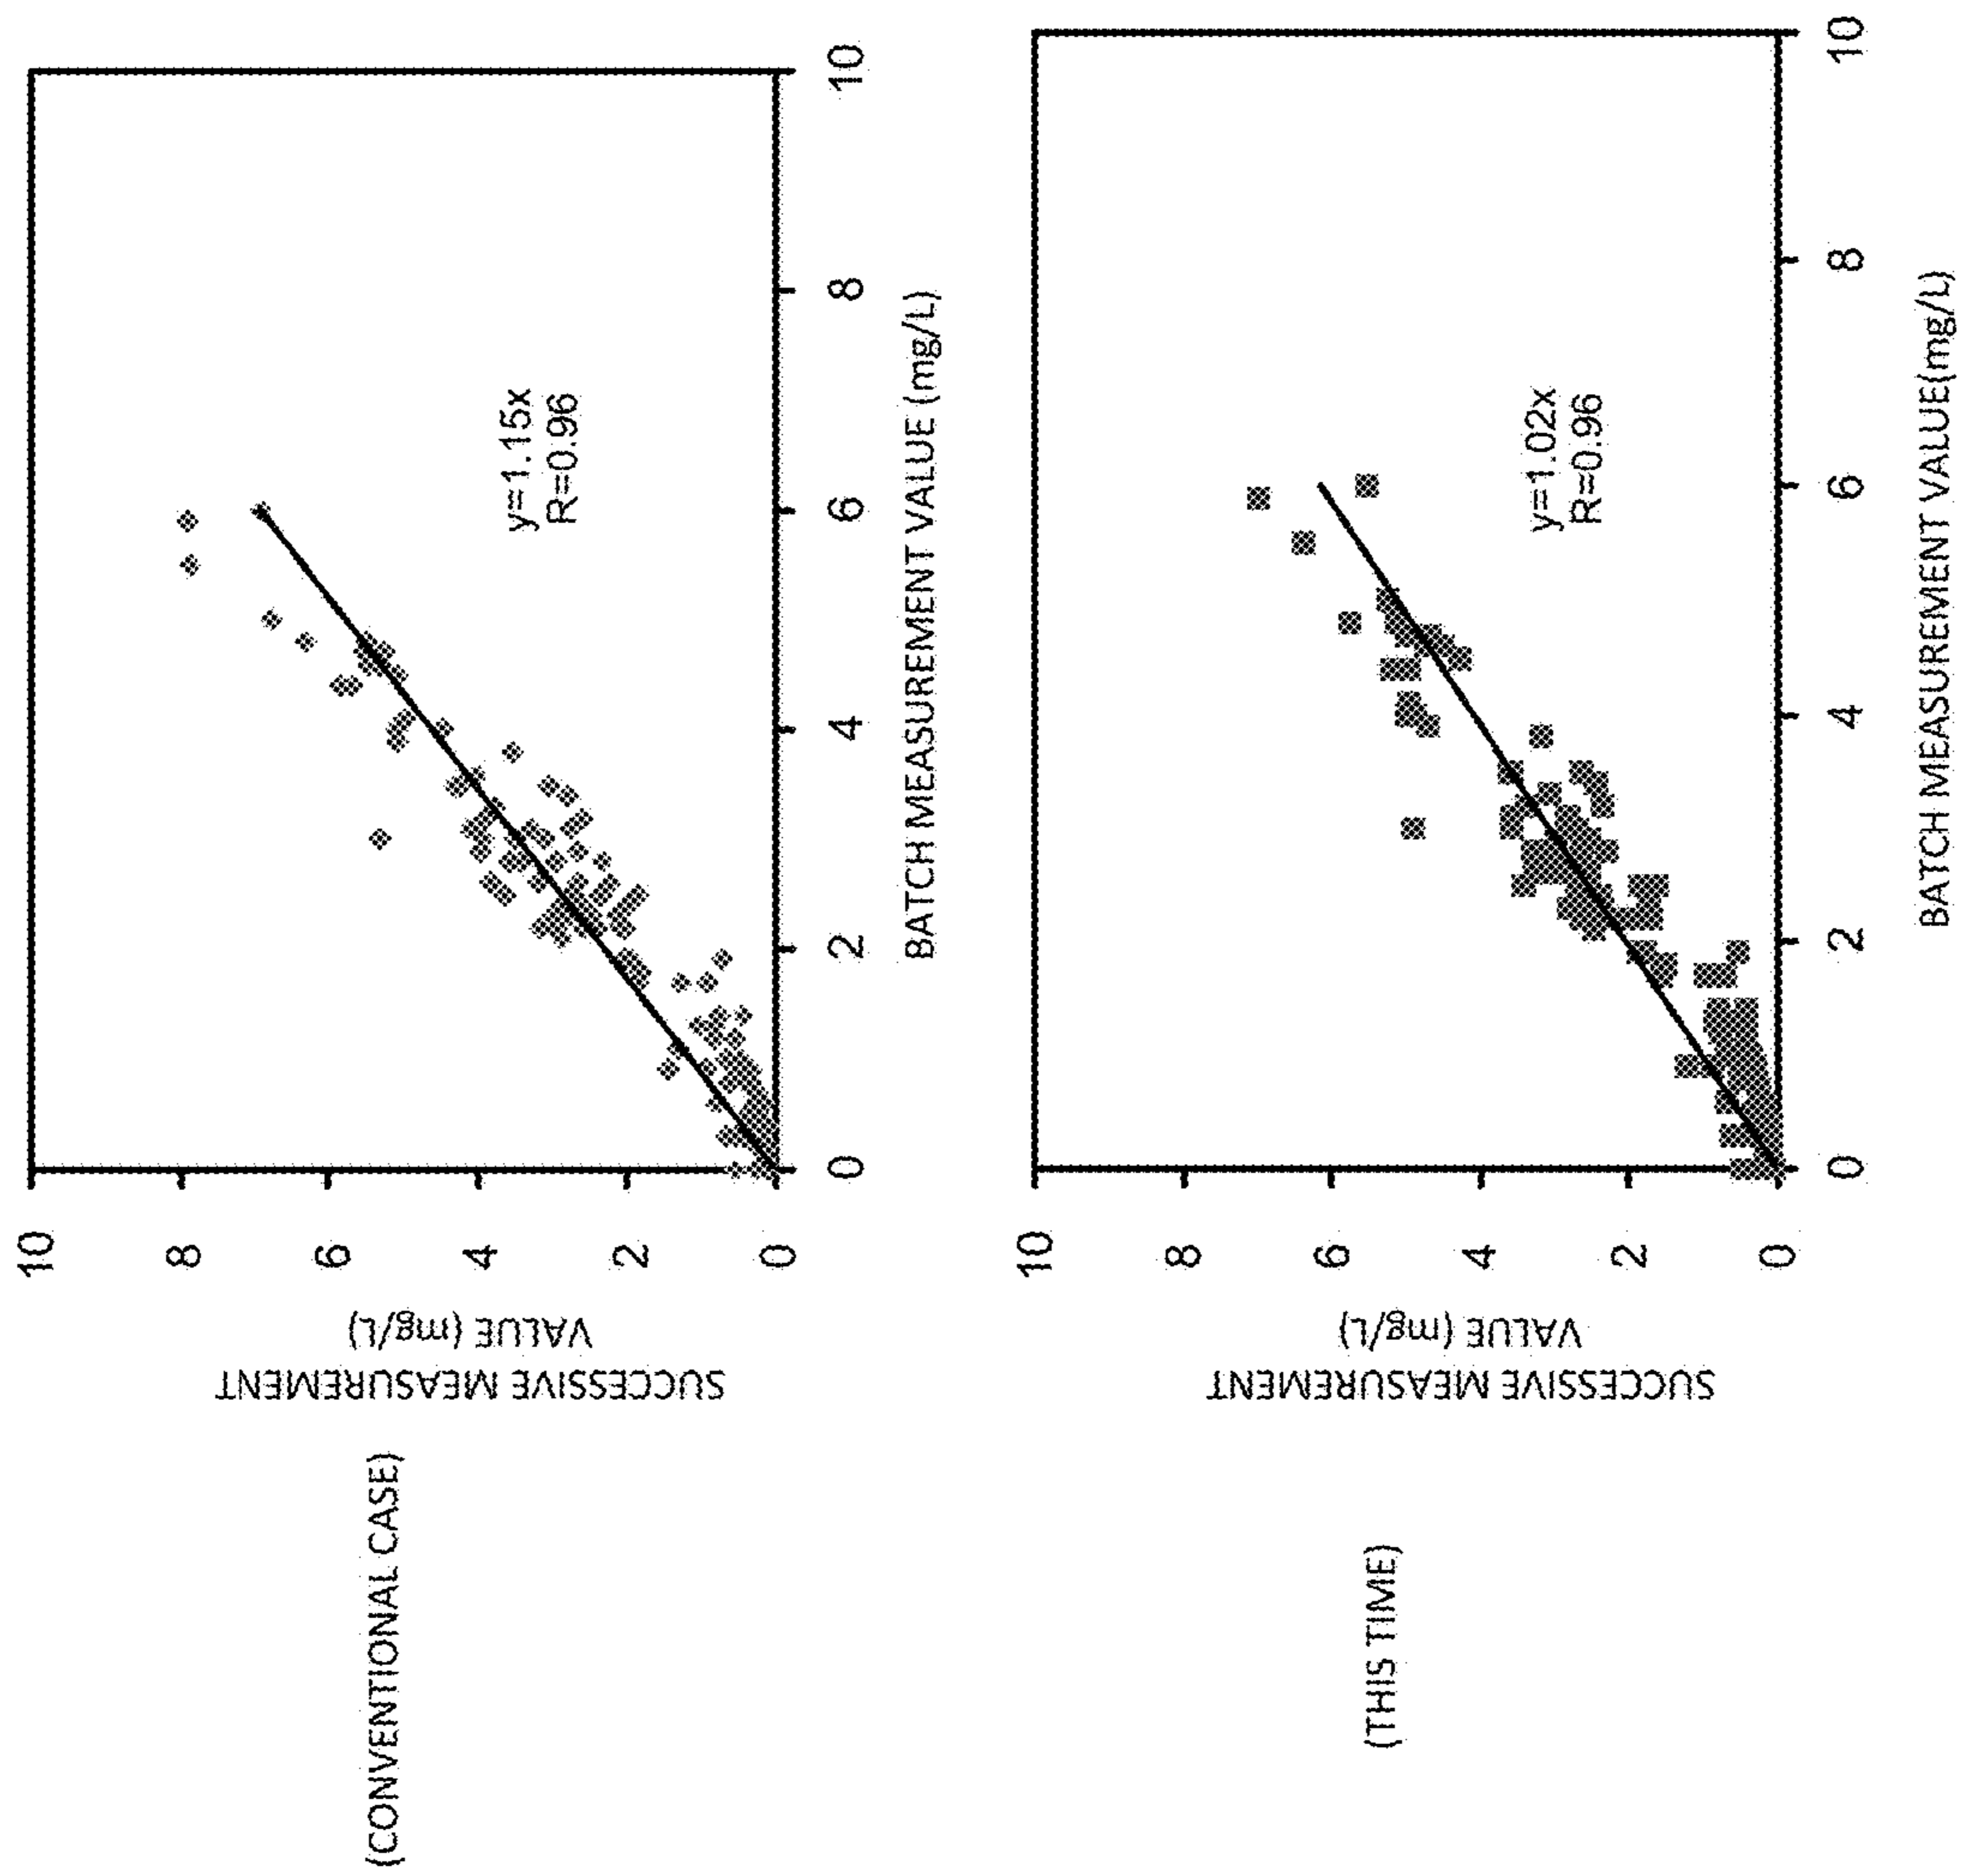 (CONVENTIONAL CASE)
SUCCESSIVE MEASUREMENT
VALUE (mg/L)
10
8
6
4
2
0
y=1.15x
R=0.96
0
2
4
6
8
10
BATCH MEASUREMENT VALUE (mg/L)
(THIS TIME)
SUCCESSIVE MEASUREMENT
VALUE (mg/L)
10
8
6
4
2
0
y=1.02x
R=0.96
0
2
4
6
8
10
BATCH MEASUREMENT VALUE(mg/L)